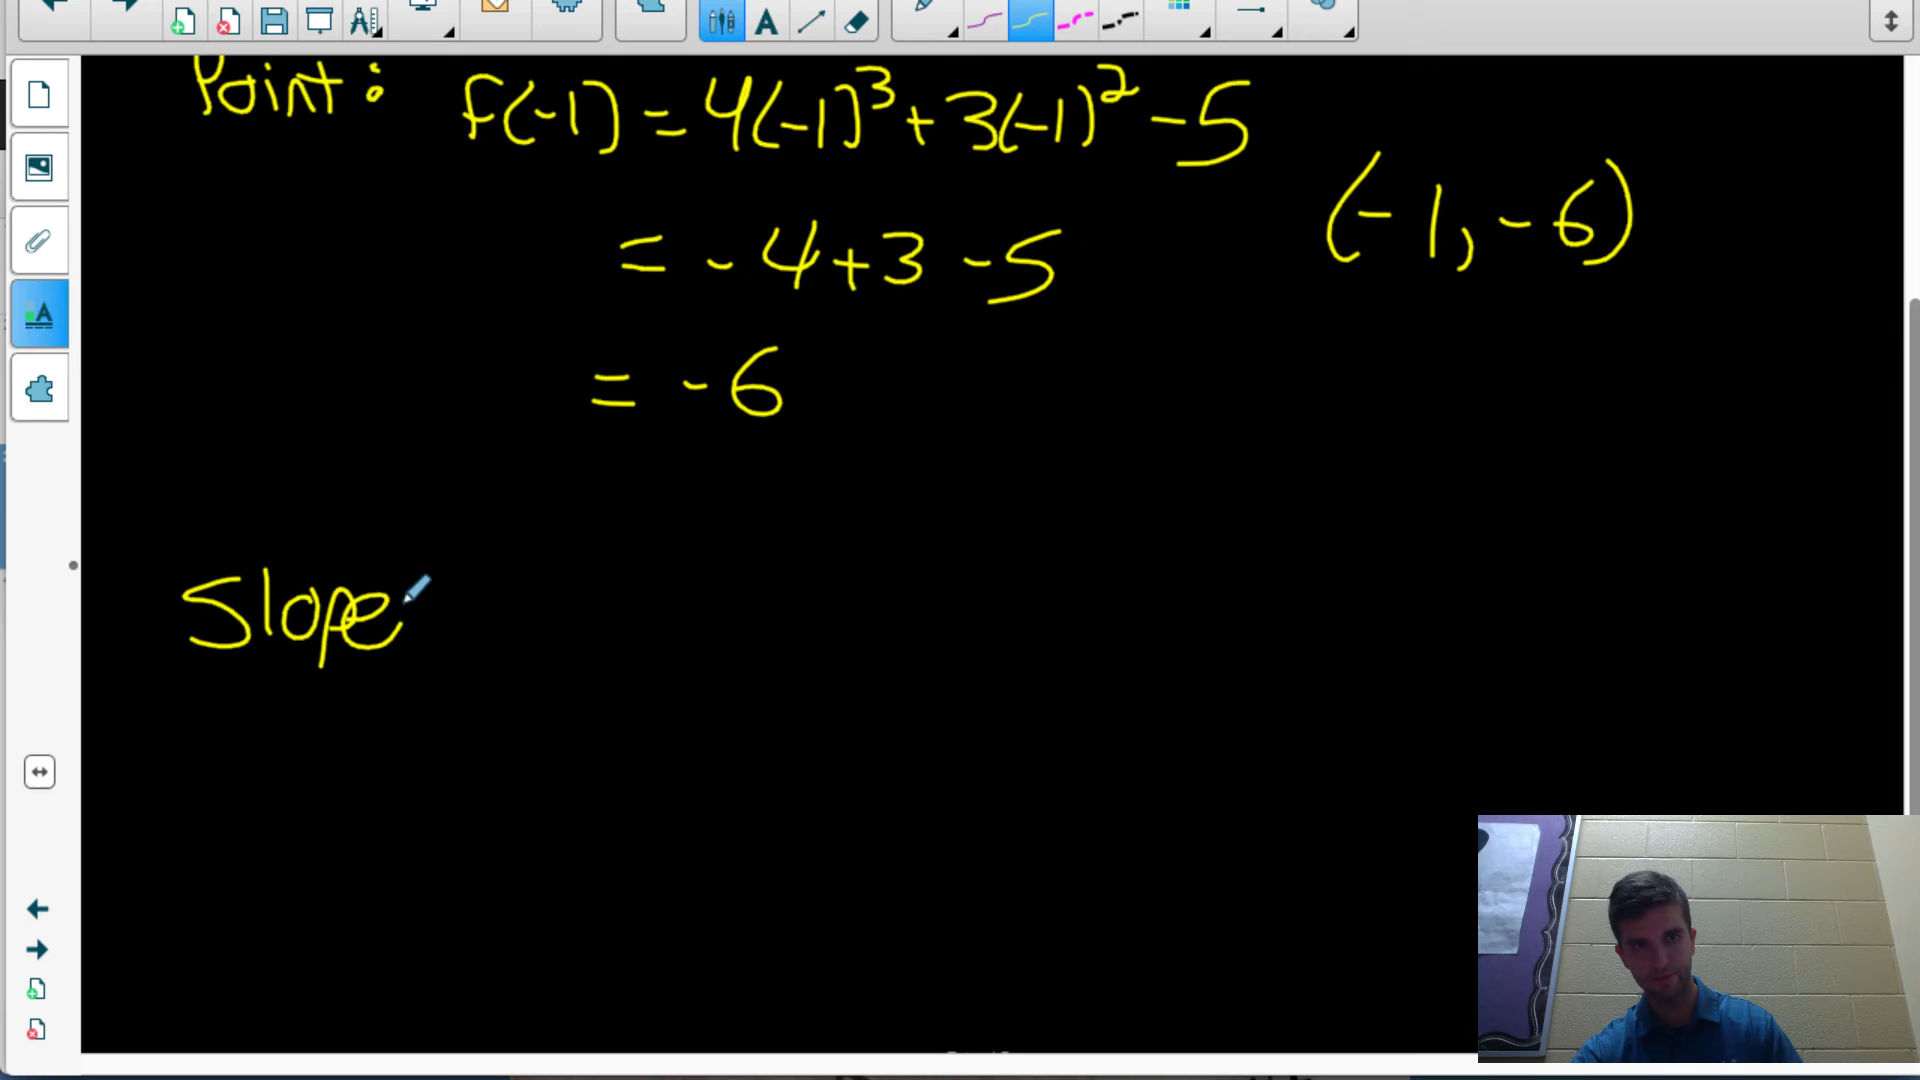 Point: f(-1) = 4(-1)³ + 3(-1)² - 5
(-1, -6)
= -4 + 3 - 5
= -6
Slope